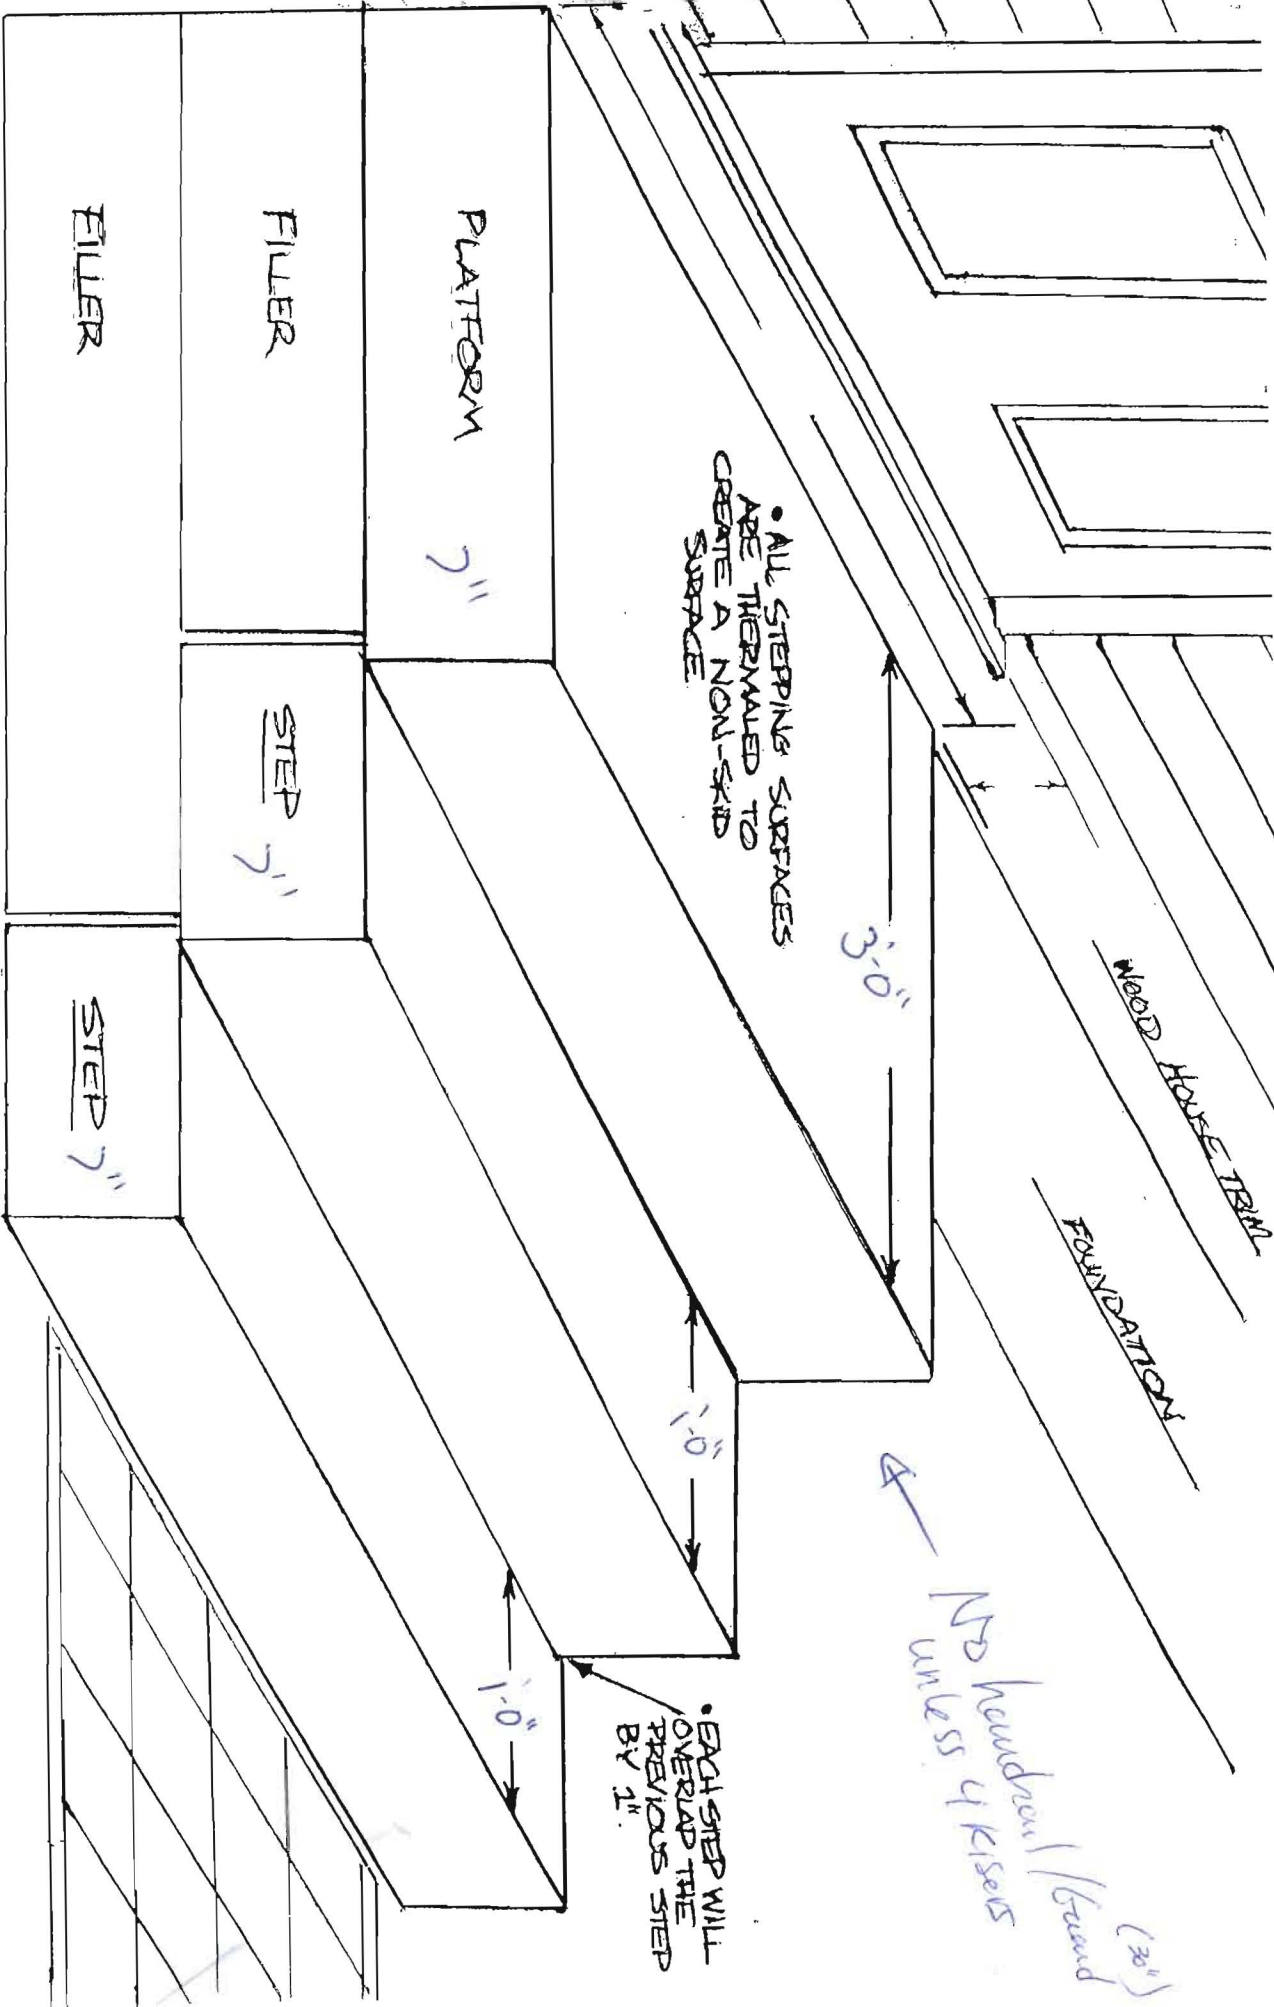 WOOD HOUSE TRIM
FOUNDATION
No handrail/Guard
(30")
unless 4 Risers
3'-0"
• ALL STEPPING SURFACES
ARE THERMALED TO
CREATE A NON-SKID
SURFACE
1'-0"
• EACH STEP WILL
OVERLAP THE
PREVIOUS STEP
BY 1".
1'-0"
PLATFORM
7"
FILLER
STEP
7"
FILLER
STEP
7"